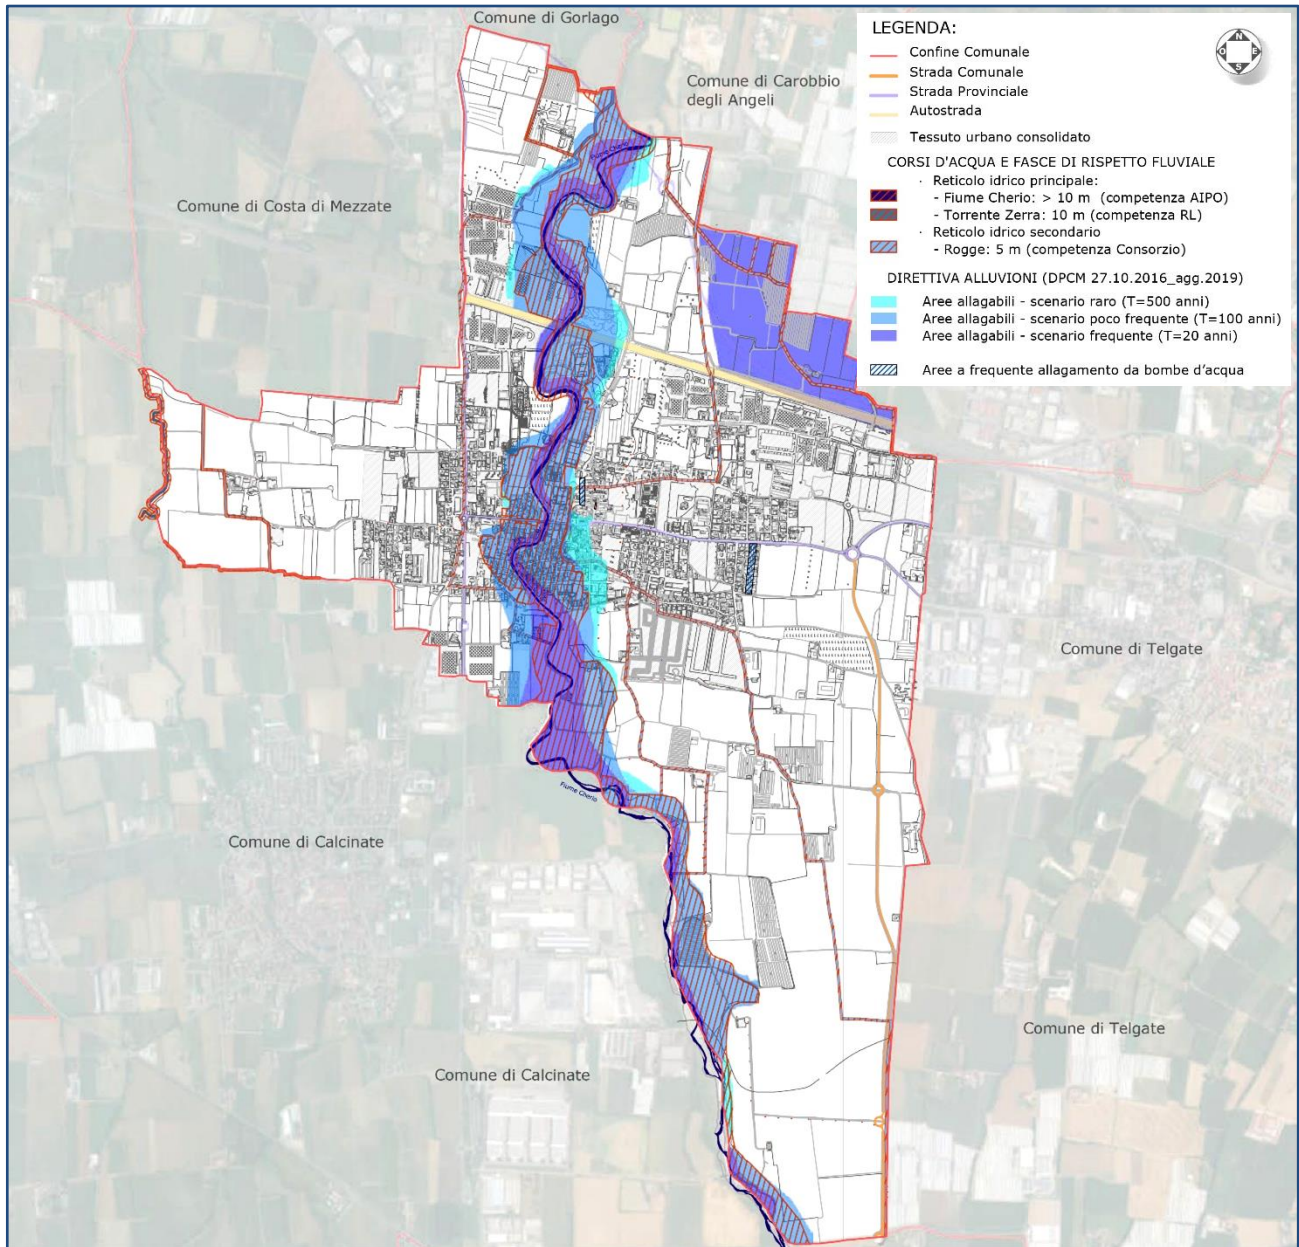 Comune di Gorlago
Comune di Carobbio
degli Angeli
Comune di Costa di Mezzate
LEGENDA:
N
O E
S
Confine Comunale
Strada Comunale
Strada Provinciale
Autostrada
Tessuto urbano consolidato
CORSI D'ACQUA E FASCE DI RISPETTO FLUVIALE
· Reticolo idrico principale:
- Fiume Cherio: > 10 m (competenza AIPO)
- Torrente Zerra: 10 m (competenza RL)
· Reticolo idrico secondario
- Rogge: 5 m (competenza Consorzio)
DIRETTIVA ALLUVIONI (DPCM 27.10.2016_agg.2019)
Aree allagabili - scenario raro (T=500 anni)
Aree allagabili - scenario poco frequente (T=100 anni)
Aree allagabili - scenario frequente (T=20 anni)
Aree a frequente allagamento da bombe d'acqua
Fiume Cherio
Comune di Telgate
Fiume Cherio
Comune di Calcinate
Comune di Telgate
Comune di Calcinate